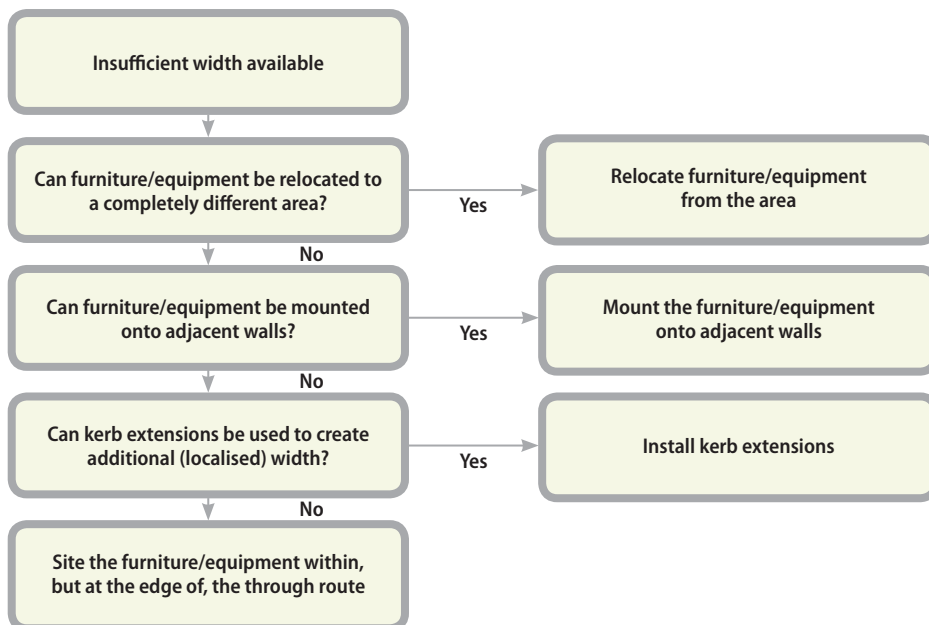 Insufficient width available
Can furniture/equipment be relocated to
a completely different area?
Yes
Relocate furniture/equipment
from the area
No
Can furniture/equipment be mounted
onto adjacent walls?
Yes
Mount the furniture/equipment
onto adjacent walls
No
Can kerb extensions be used to create
additional (localised) width?
Yes
Install kerb extensions
No
Site the furniture/equipment within,
but at the edge of, the through route